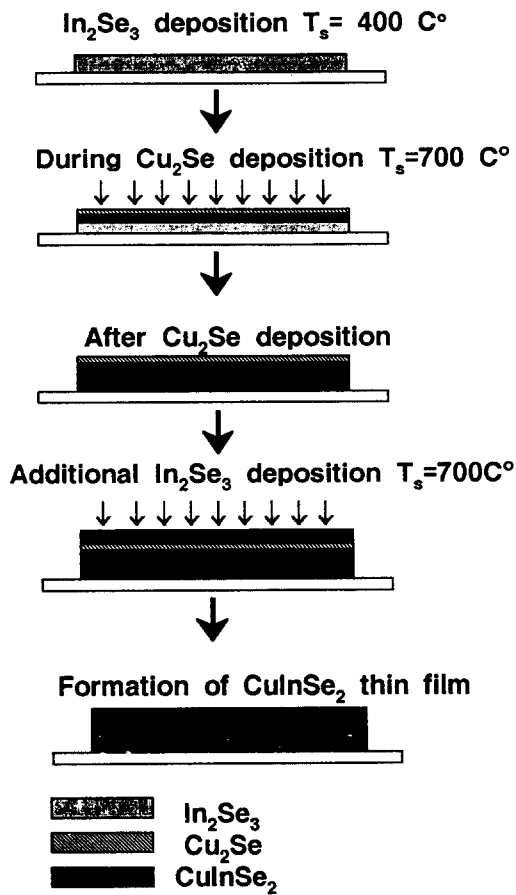 In₂Se₃ deposition Tₛ= 400 C°
During Cu₂Se deposition Tₛ=700 C°
After Cu₂Se deposition
Additional In₂Se₃ deposition Tₛ=700C°
Formation of CuInSe₂ thin film
In₂Se₃
Cu₂Se
CuInSe₂